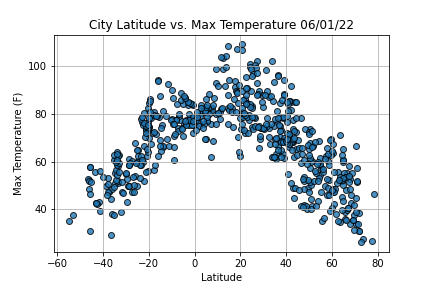 City Latitude vs. Max Temperature 06/01/22
Max Temperature (F)
100
80
60
40
−60 −40 −20 0 20 40 60 80
Latitude